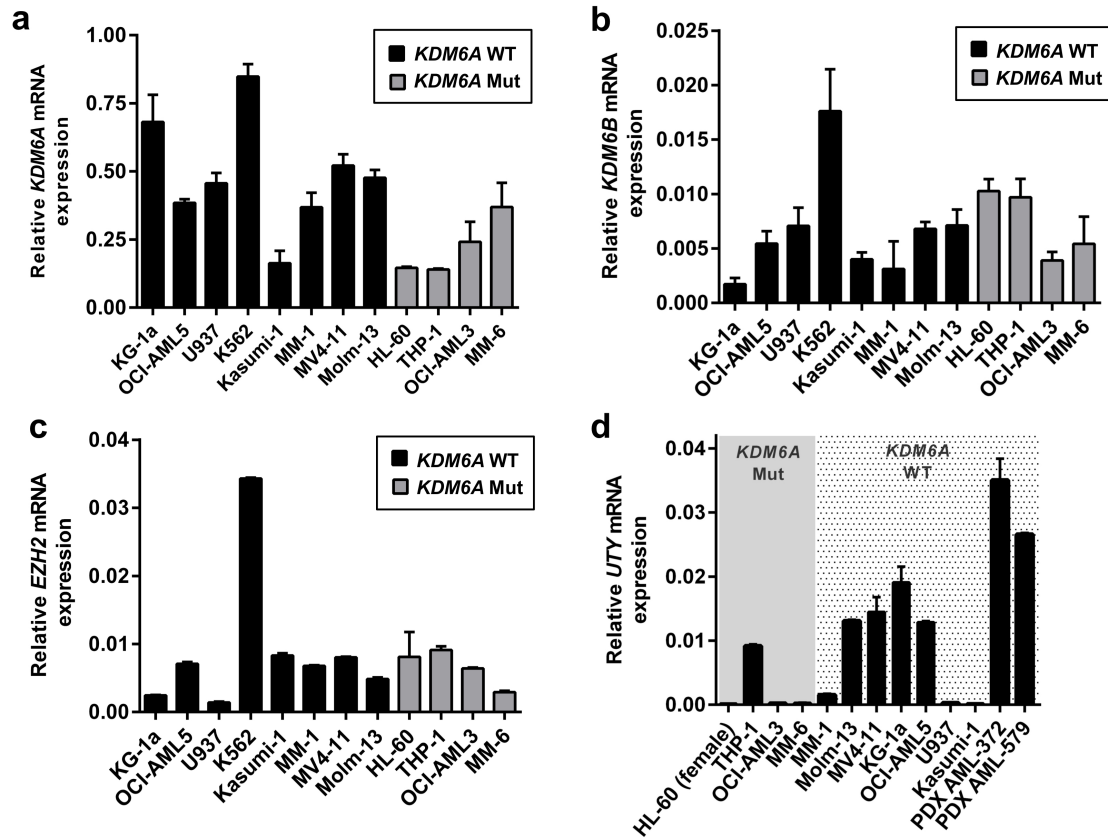 a
Relative KDM6A mRNA
expression
1.00
0.75
0.50
0.25
0.00
KDM6A WT
KDM6A Mut
KG-1a
OCI-AML5
U937
K562
Kasumi-1
MM-1
MV4-11
Molm-13
HL-60
THP-1
OCI-AML3
MM-6
b
Relative KDM6B mRNA
expression
0.025
0.020
0.015
0.010
0.005
0.000
KDM6A WT
KDM6A Mut
KG-1a
OCI-AML5
U937
K562
Kasumi-1
MM-1
MV4-11
Molm-13
HL-60
THP-1
OCI-AML3
MM-6
c
Relative EZH2 mRNA
expression
0.04
0.03
0.02
0.01
0.00
KDM6A WT
KDM6A Mut
KG-1a
OCI-AML5
U937
K562
Kasumi-1
MM-1
MV4-11
Molm-13
HL-60
THP-1
OCI-AML3
MM-6
d
Relative UTY mRNA
expression
0.04
0.03
0.02
0.01
0.00
KDM6A
Mut
KDM6A
WT
HL-60 (female)
THP-1
OCI-AML3
MM-6
MM-1
Molm-13
MV4-11
KG-1a
OCI-AML5
U937
Kasumi-1
PDX AML-372
PDX AML-579